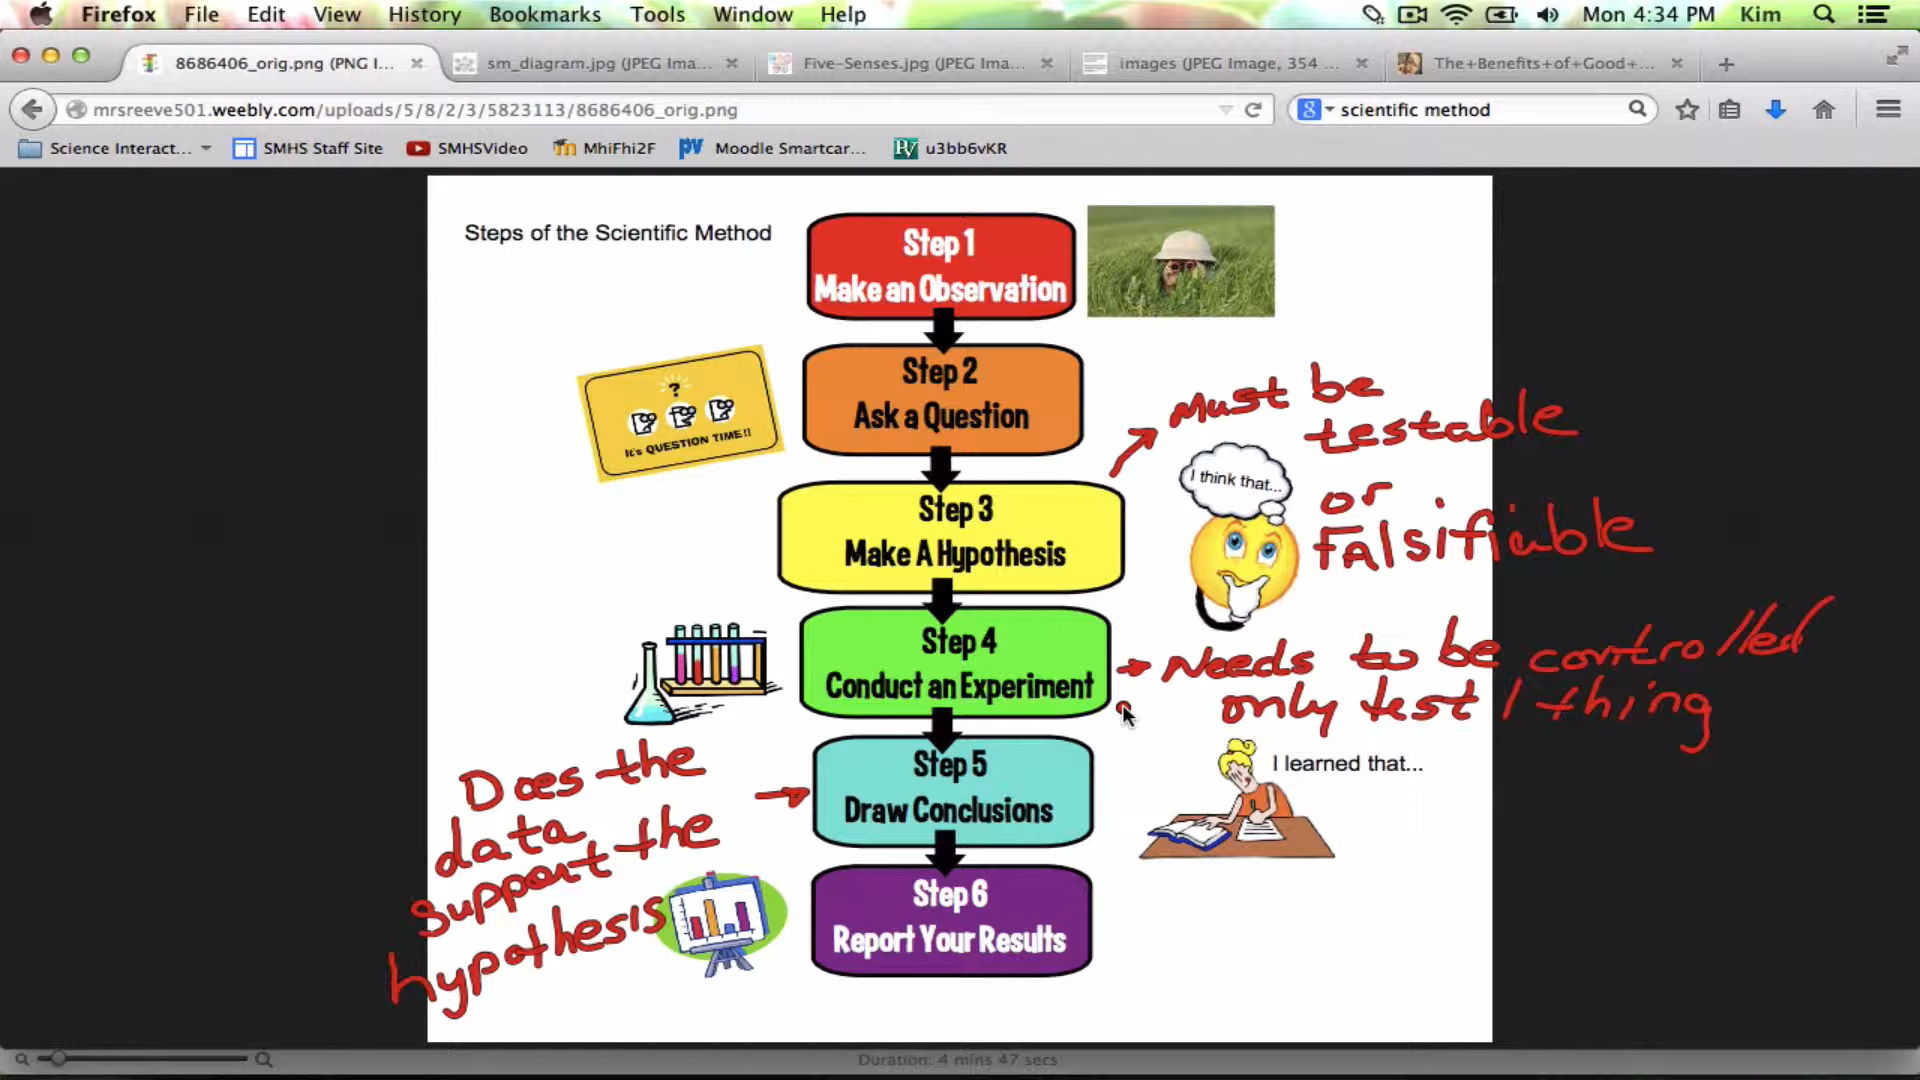 Firefox File Edit View History Bookmarks Tools Window Help Mon 4:34 PM Kim
8686406_orig.png (PNG I... sm_diagram.jpg (JPEG Ima... Five-Senses.jpg (JPEG Ima... images (JPEG Image, 354 ... The+Benefits+of+Good+...
mrsreeve501.weebly.com/uploads/5/8/2/3/5823113/8686406_orig.png scientific method
Science Interact... SMHS Staff Site SMHSVideo MhiFhi2F Moodle Smartcar... u3bb6vKR
Steps of the Scientific Method
Step 1
Make an Observation
Step 2
Ask a Question
?
It's QUESTION TIME!!
Must be
testable
or
Falsifiable
I think that...
Step 3
Make A Hypothesis
Step 4
Conduct an Experiment
Needs to be controlled
only test 1 thing
Step 5
Draw Conclusions
I learned that...
Does the
data
support the
hypothesis
Step 6
Report Your Results
Duration: 4 mins 47 secs